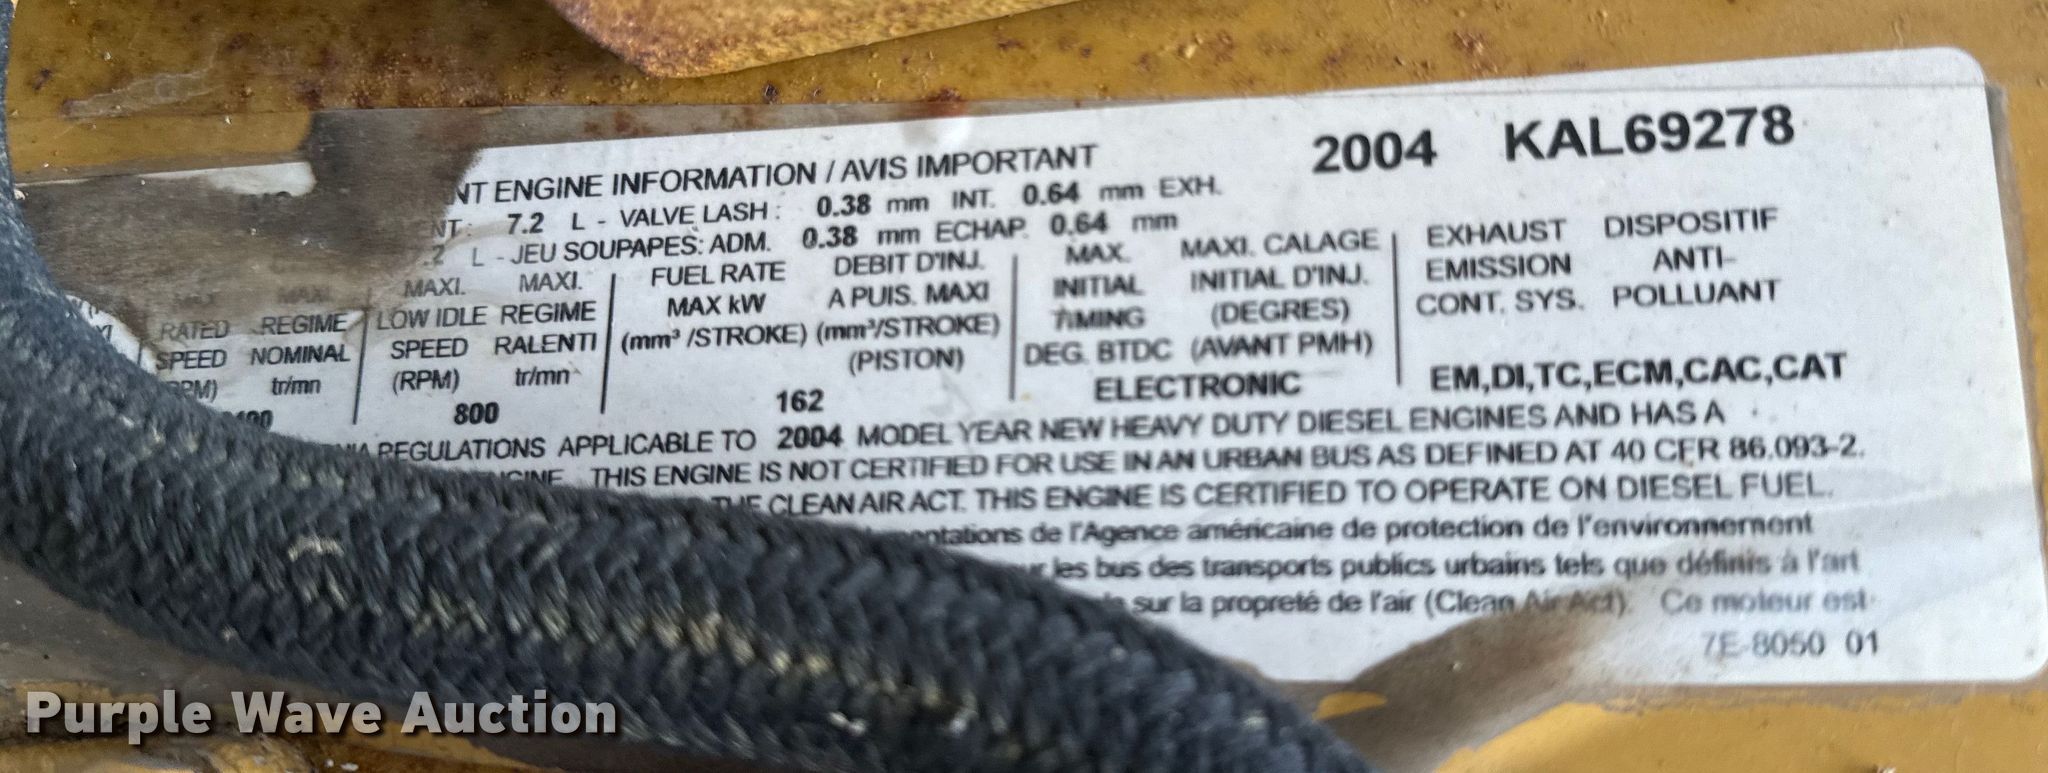 2004 KAL69278
ENGINE INFORMATION / AVIS IMPORTANT
7.2 L - VALVE LASH : 0.38 mm INT. 0.64 mm EXH.
L - JEU SOUPAPES: ADM. 0.38 mm ECHAP. 0.64 mm
MAXI. MAXI. FUEL RATE DEBIT D'INJ. MAX. MAXI. CALAGE EXHAUST DISPOSITIF
RATED REGIME LOW IDLE REGIME MAX kW A PUIS. MAXI INITIAL INITIAL D'INJ. EMISSION ANTI-
SPEED NOMINAL SPEED RALENTI (mm³ /STROKE) (mm³/STROKE) TIMING (DEGRES) CONT. SYS. POLLUANT
tr/mn (RPM) tr/mn (PISTON) DEG. BTDC (AVANT PMH)
800 162 ELECTRONIC EM,DI,TC,ECM,CAC,CAT
REGULATIONS APPLICABLE TO 2004 MODEL YEAR NEW HEAVY DUTY DIESEL ENGINES AND HAS A
THIS ENGINE IS NOT CERTIFIED FOR USE IN AN URBAN BUS AS DEFINED AT 40 CFR 86.093-2.
THE CLEAN AIR ACT. THIS ENGINE IS CERTIFIED TO OPERATE ON DIESEL FUEL.
de l'Agence américaine de protection de l'environnement
les bus des transports publics urbains tels que définis à l'art
sur la propreté de l'air (Clean Air Act). Ce moteur est
7E-8050 01
Purple Wave Auction